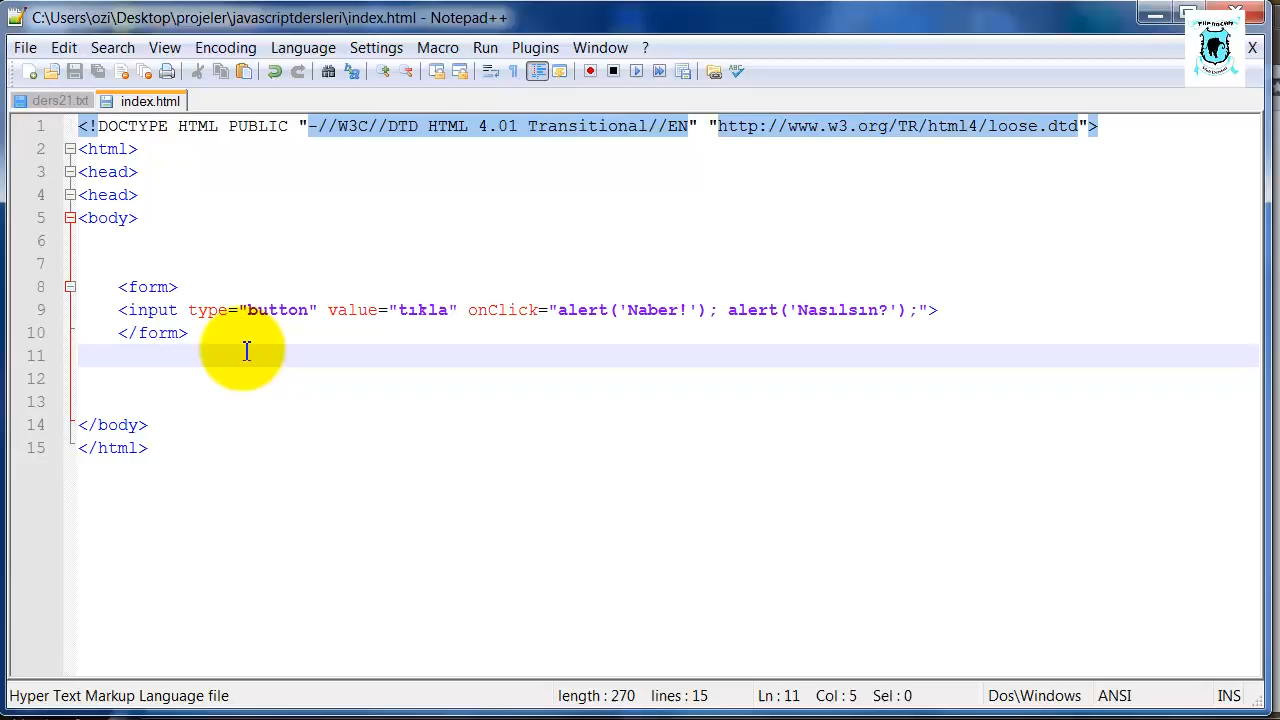 C:\Users\ozi\Desktop\projeler\javascriptdersleri\index.html - Notepad++
File Edit Search View Encoding Language Settings Macro Run Plugins Window ? X
ders21.txt index.html
1 <!DOCTYPE HTML PUBLIC "-//W3C//DTD HTML 4.01 Transitional//EN" "http://www.w3.org/TR/html4/loose.dtd">
2 <html>
3 <head>
4 <head>
5 <body>
6
7
8 <form>
9 <input type="button" value="tıkla" onClick="alert('Naber!'); alert('Nasılsın?');">
10 </form>
11
12
13
14 </body>
15 </html>
Hyper Text Markup Language file length : 270 lines : 15 Ln : 11 Col : 5 Sel : 0 Dos\Windows ANSI INS